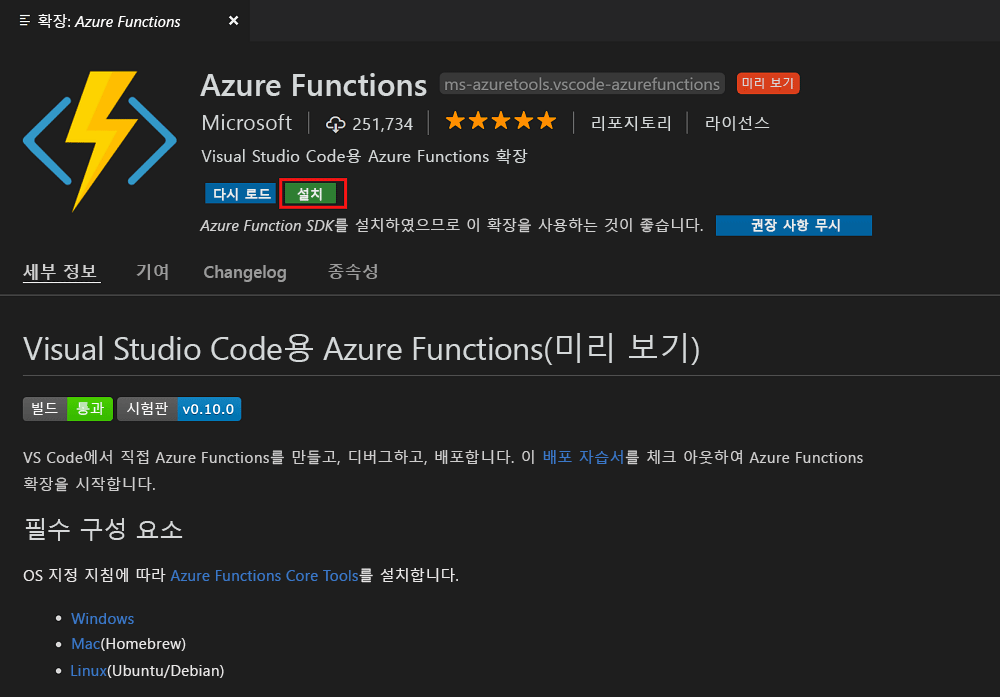 확장: Azure Functions
Azure Functions ms-azuretools.vscode-azurefunctions 미리 보기
Microsoft 251,734 리포지토리 라이선스
Visual Studio Code용 Azure Functions 확장
다시 로드 설치
Azure Function SDK를 설치하였으므로 이 확장을 사용하는 것이 좋습니다. 권장 사항 무시
세부 정보 기여 Changelog 종속성
Visual Studio Code용 Azure Functions(미리 보기)
빌드 통과 시험판 v0.10.0
VS Code에서 직접 Azure Functions를 만들고, 디버그하고, 배포합니다. 이 배포 자습서를 체크 아웃하여 Azure Functions
확장을 시작합니다.
필수 구성 요소
OS 지정 지침에 따라 Azure Functions Core Tools를 설치합니다.
• Windows
• Mac(Homebrew)
• Linux(Ubuntu/Debian)